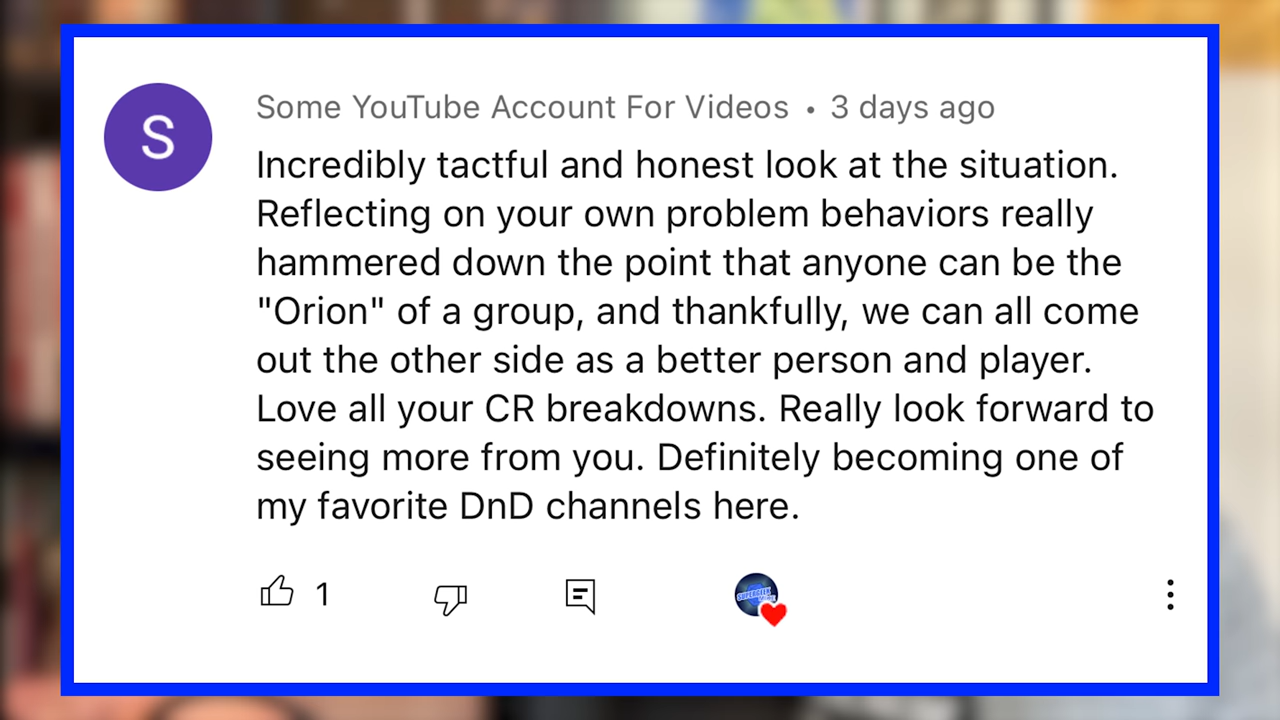 S
Some YouTube Account For Videos • 3 days ago
Incredibly tactful and honest look at the situation.
Reflecting on your own problem behaviors really
hammered down the point that anyone can be the
"Orion" of a group, and thankfully, we can all come
out the other side as a better person and player.
Love all your CR breakdowns. Really look forward to
seeing more from you. Definitely becoming one of
my favorite DnD channels here.
1